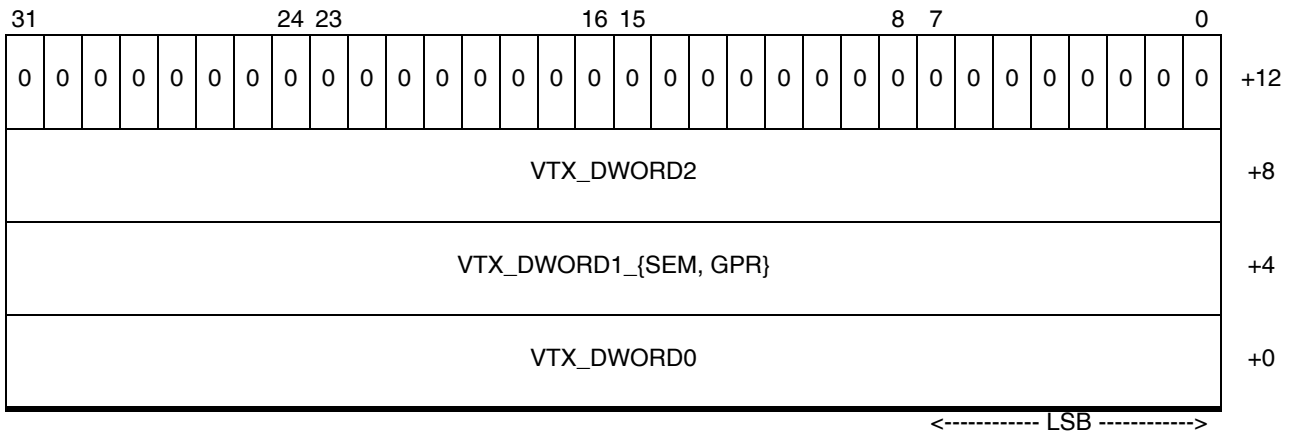 31 24 23 16 15 8 7 0
0 0 0 0 0 0 0 0 0 0 0 0 0 0 0 0 0 0 0 0 0 0 0 0 0 0 0 0 0 0 0 0 +12
VTX_DWORD2 +8
VTX_DWORD1_{SEM, GPR} +4
VTX_DWORD0 +0
<------------ LSB ------------>